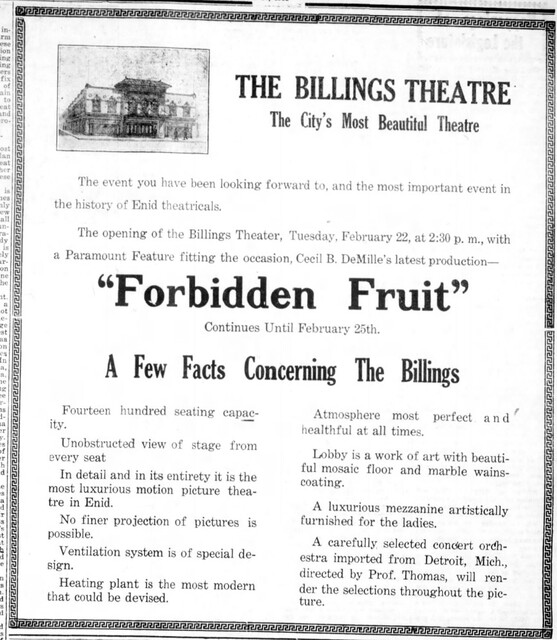 THE BILLINGS THEATRE
The City's Most Beautiful Theatre
The event you have been looking forward to, and the most important event in
the history of Enid theatricals.
The opening of the Billings Theater, Tuesday, February 22, at 2:30 p. m., with
a Paramount Feature fitting the occasion, Cecil B. DeMille's latest production—
"Forbidden Fruit"
Continues Until February 25th.
A Few Facts Concerning The Billings
Fourteen hundred seating capac-
ity.
Unobstructed view of stage from
every seat
In detail and in its entirety it is the
most luxurious motion picture thea-
tre in Enid.
No finer projection of pictures is
possible.
Ventilation system is of special de-
sign.
Heating plant is the most modern
that could be devised.
Atmosphere most perfect and
healthful at all times.
Lobby is a work of art with beauti-
ful mosaic floor and marble wains-
coating.
A luxurious mezzanine artistically
furnished for the ladies.
A carefully selected concert orch-
estra imported from Detroit, Mich.,
directed by Prof. Thomas, will ren-
der the selections throughout the pic-
ture.